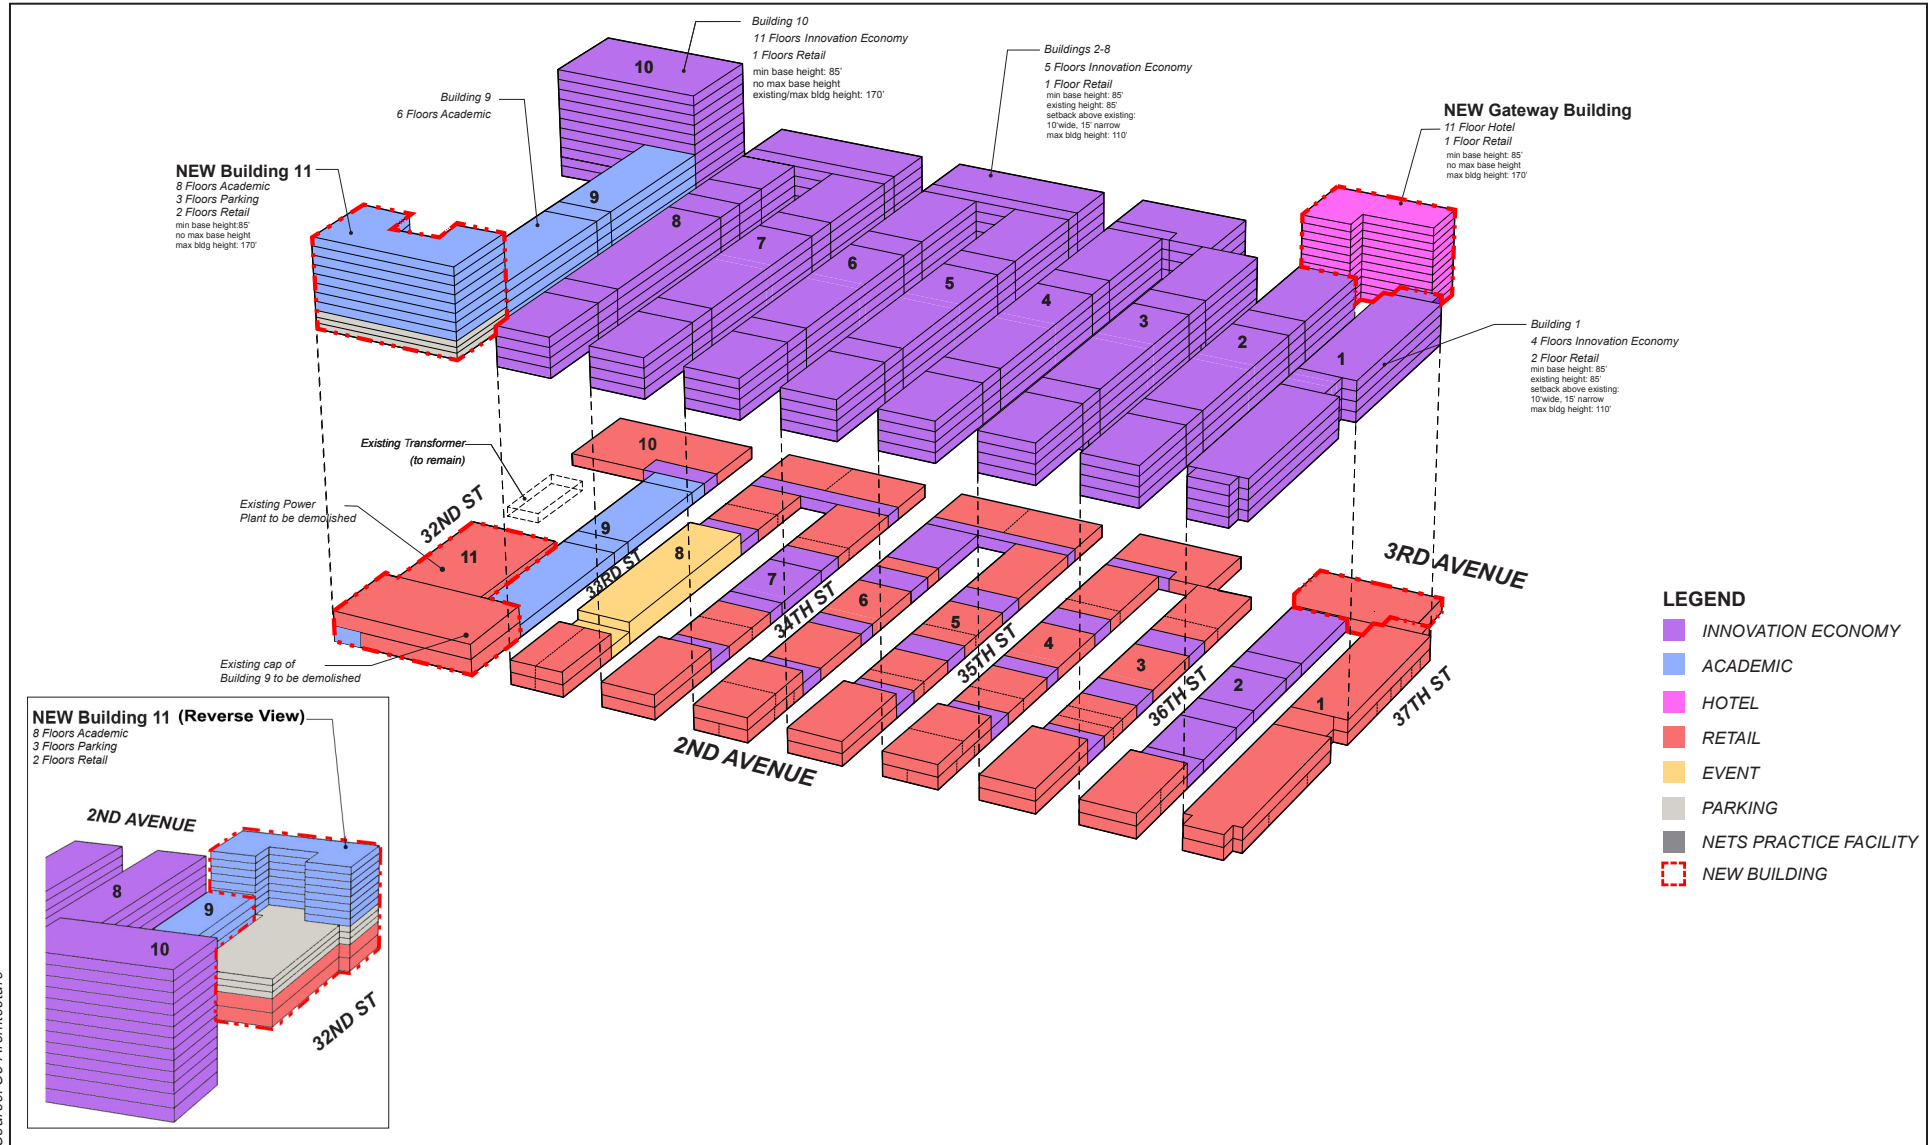 Building 10
11 Floors Innovation Economy
1 Floors Retail
min base height: 85'
no max base height
existing/max bldg height: 170'
Buildings 2-8
5 Floors Innovation Economy
1 Floor Retail
min base height: 85'
existing height: 85'
setback above existing:
10'wide, 15' narrow
max bldg height: 110'
Building 9
6 Floors Academic
NEW Gateway Building
11 Floor Hotel
1 Floor Retail
min base height: 85'
no max base height
max bldg height: 170'
NEW Building 11
8 Floors Academic
3 Floors Parking
2 Floors Retail
min base height:85'
no max base height
max bldg height: 170'
10
9
8
7
6
5
4
3
2
1
Building 1
4 Floors Innovation Economy
2 Floor Retail
min base height: 85'
existing height: 85'
setback above existing:
10'wide, 15' narrow
max bldg height: 110'
Existing Transformer
(to remain)
Existing Power
Plant to be demolished
32ND ST
33RD ST
34TH ST
35TH ST
36TH ST
37TH ST
3RD AVENUE
2ND AVENUE
10
11
9
8
7
6
5
4
3
2
1
Existing cap of
Building 9 to be demolished
LEGEND
INNOVATION ECONOMY
ACADEMIC
HOTEL
RETAIL
EVENT
PARKING
NETS PRACTICE FACILITY
NEW BUILDING
NEW Building 11 (Reverse View)
8 Floors Academic
3 Floors Parking
2 Floors Retail
2ND AVENUE
8
9
10
32ND ST